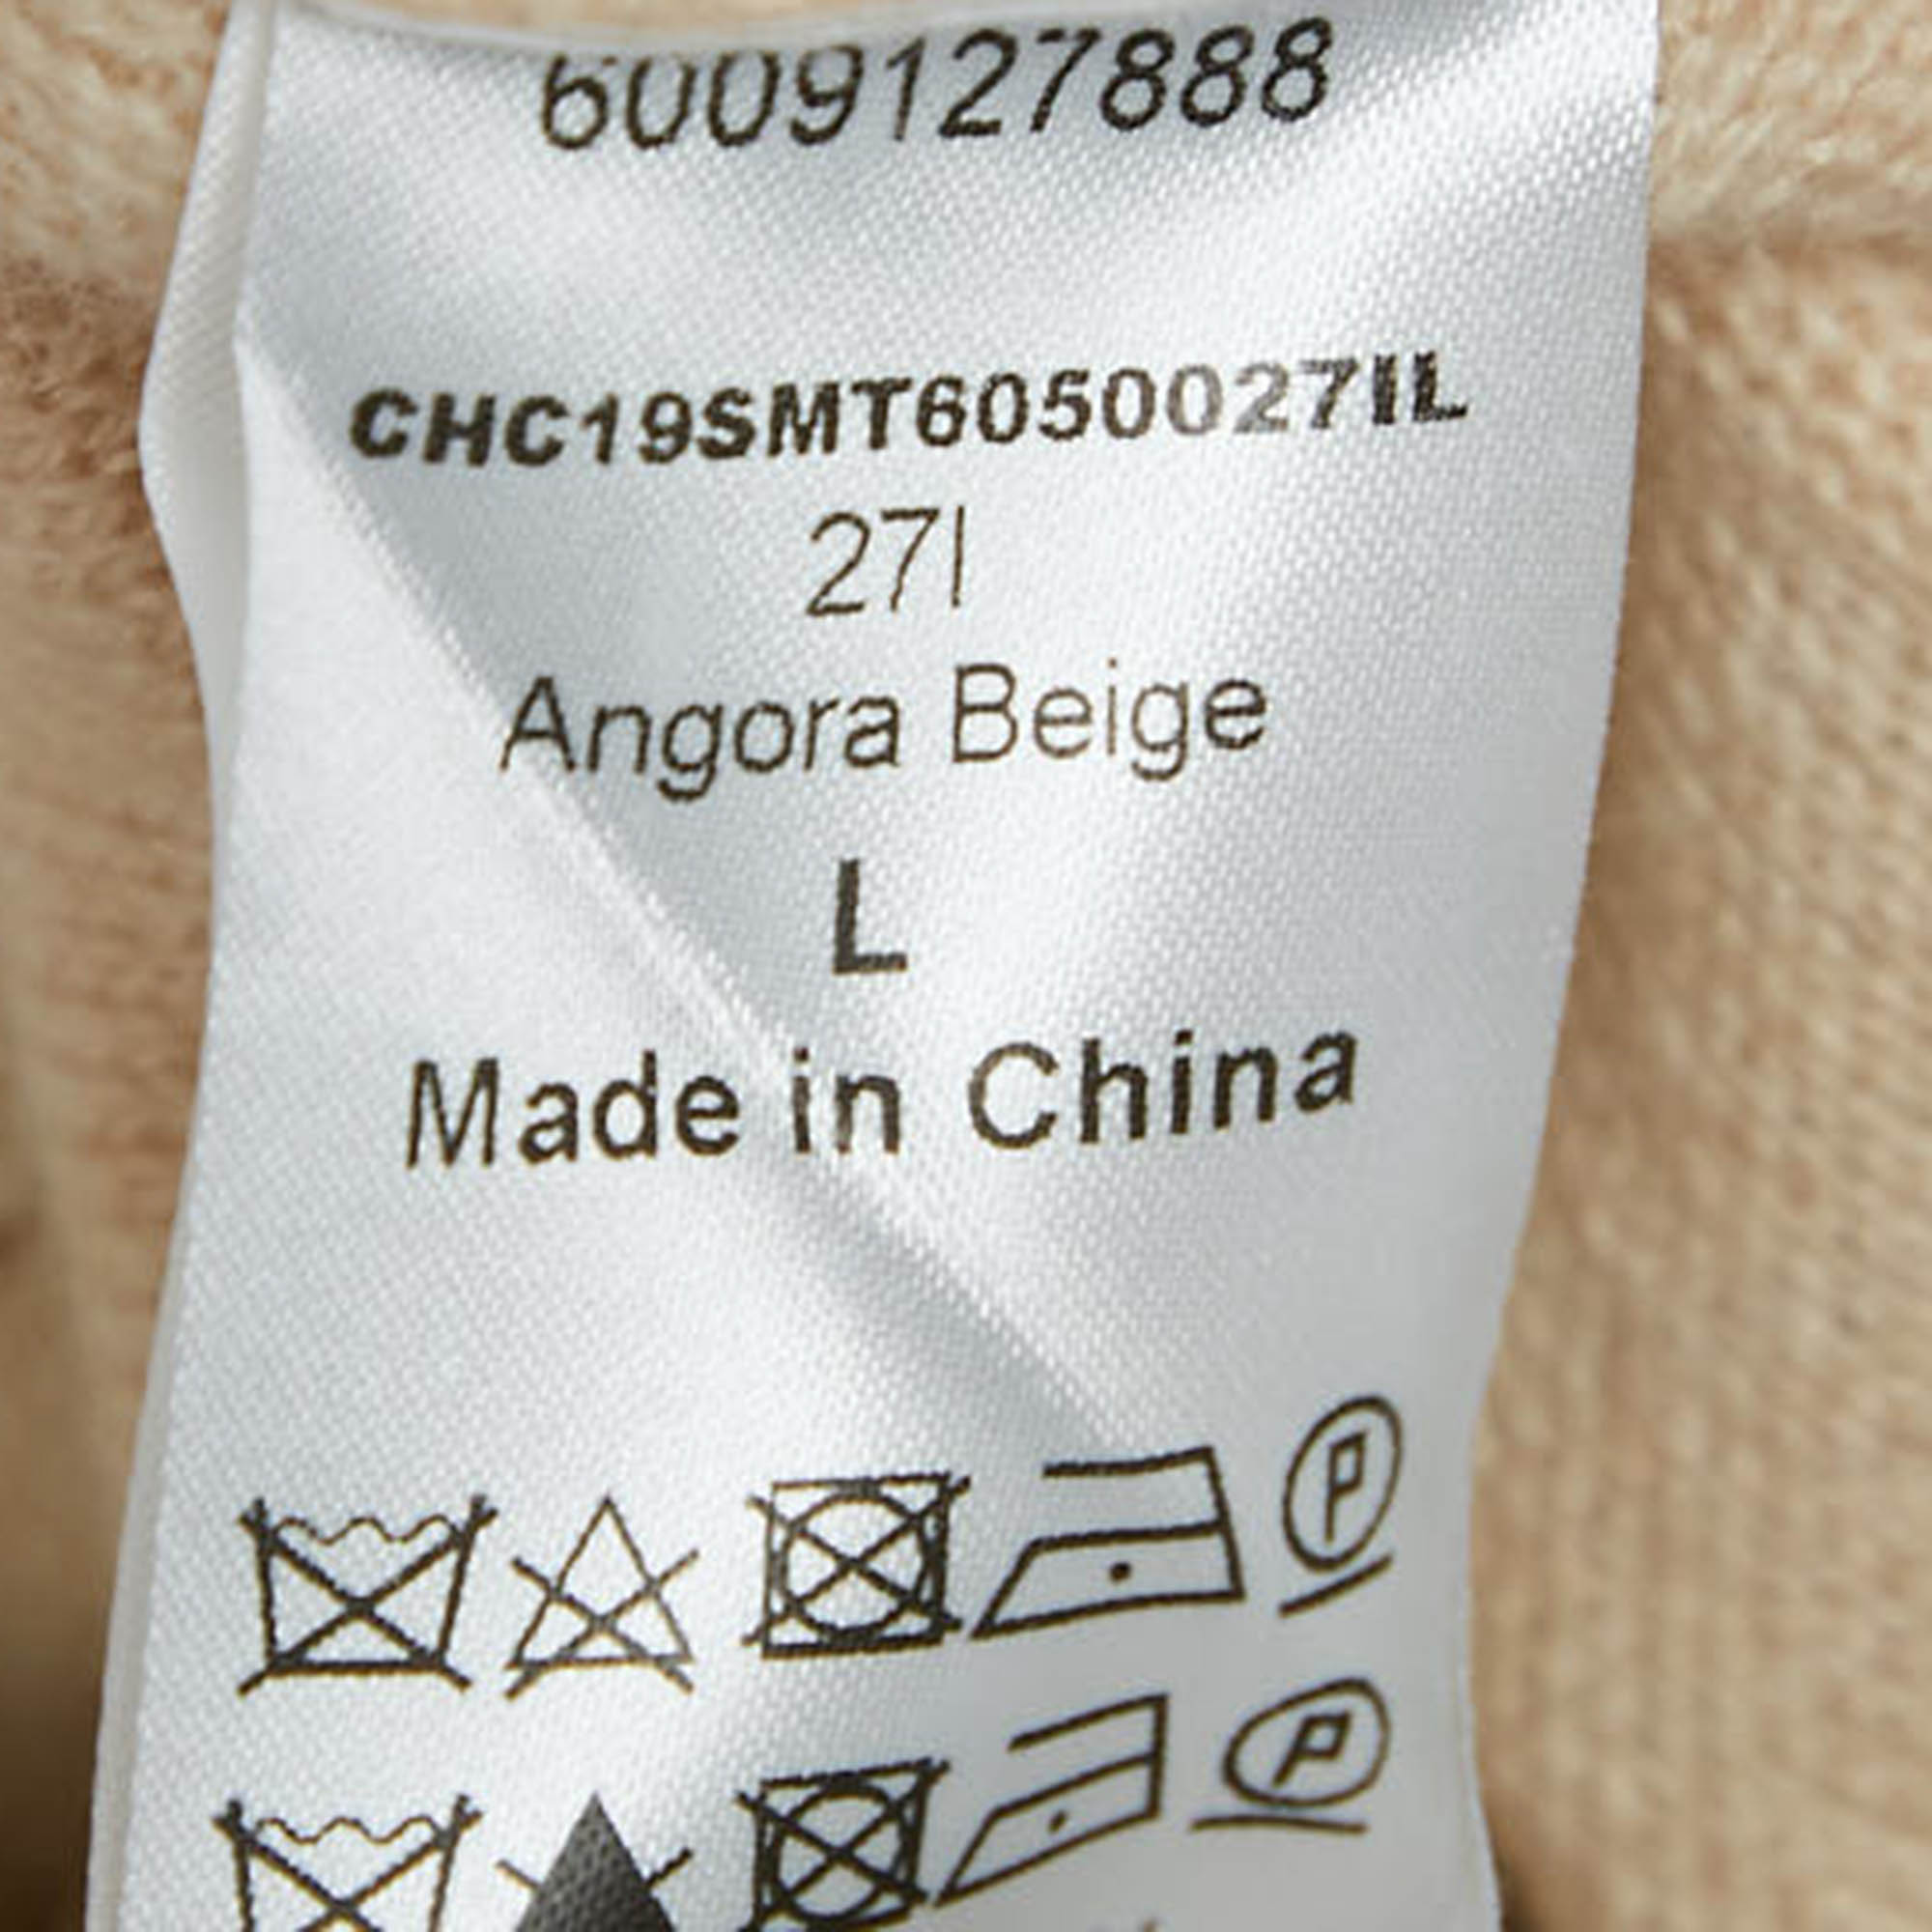 6009127888
CHC19SMT6050027IL
27I
Angora Beige
L
Made in China
P
P